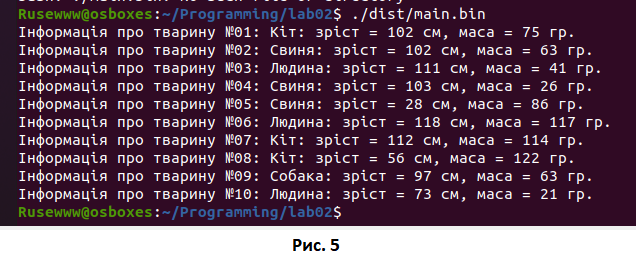 Rusewww@osboxes:~/Programming/lab02$ ./dist/main.bin
Інформація про тварину №01: Кіт: зріст = 102 см, маса = 75 гр.
Інформація про тварину №02: Свиня: зріст = 102 см, маса = 63 гр.
Інформація про тварину №03: Людина: зріст = 111 см, маса = 41 гр.
Інформація про тварину №04: Свиня: зріст = 103 см, маса = 26 гр.
Інформація про тварину №05: Свиня: зріст = 28 см, маса = 86 гр.
Інформація про тварину №06: Людина: зріст = 118 см, маса = 117 гр.
Інформація про тварину №07: Кіт: зріст = 112 см, маса = 114 гр.
Інформація про тварину №08: Кіт: зріст = 56 см, маса = 122 гр.
Інформація про тварину №09: Собака: зріст = 97 см, маса = 63 гр.
Інформація про тварину №10: Людина: зріст = 73 см, маса = 21 гр.
Rusewww@osboxes:~/Programming/lab02$
Рис. 5